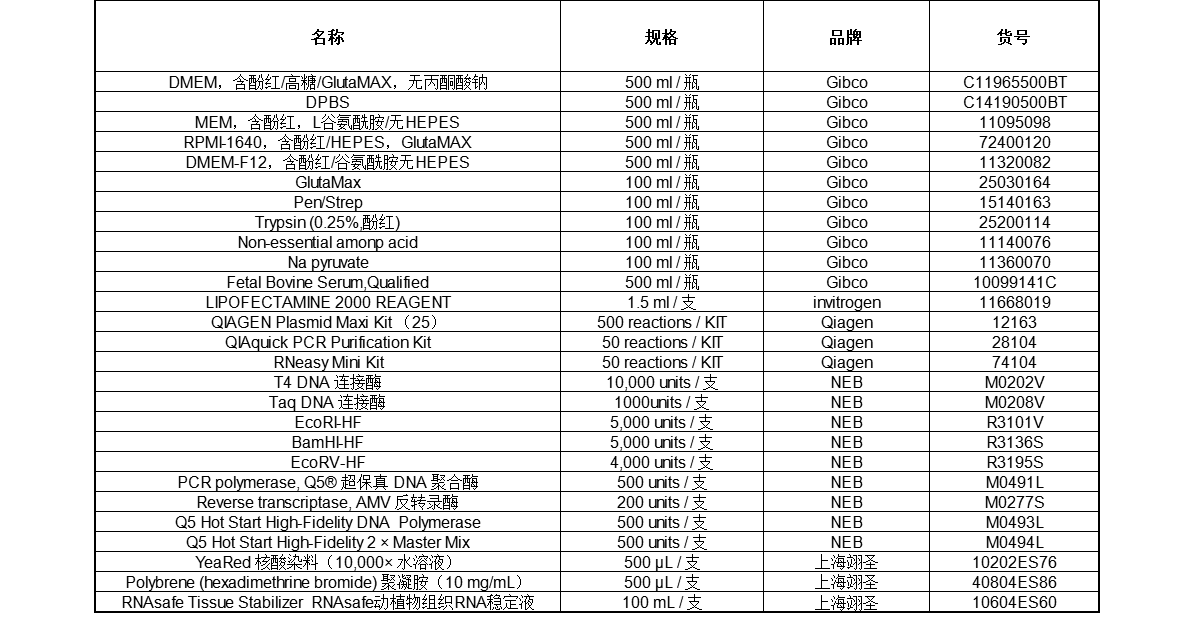 名称 规格 品牌 货号
DMEM，含酚红/高糖/GlutaMAX，无丙酮酸钠 500 ml / 瓶 Gibco C11965500BT
DPBS 500 ml / 瓶 Gibco C14190500BT
MEM，含酚红，L谷氨酰胺/无HEPES 500 ml / 瓶 Gibco 11095098
RPMI-1640，含酚红/HEPES，GlutaMAX 500 ml / 瓶 Gibco 72400120
DMEM-F12，含酚红/谷氨酰胺无HEPES 500 ml / 瓶 Gibco 11320082
GlutaMax 100 ml / 瓶 Gibco 25030164
Pen/Strep 100 ml / 瓶 Gibco 15140163
Trypsin (0.25%,酚红) 100 ml / 瓶 Gibco 25200114
Non-essential amonp acid 100 ml / 瓶 Gibco 11140076
Na pyruvate 100 ml / 瓶 Gibco 11360070
Fetal Bovine Serum,Qualified 500 ml / 瓶 Gibco 10099141C
LIPOFECTAMINE 2000 REAGENT 1.5 ml / 支 invitrogen 11668019
QIAGEN Plasmid Maxi Kit（25） 500 reactions / KIT Qiagen 12163
QIAquick PCR Purification Kit 50 reactions / KIT Qiagen 28104
RNeasy Mini Kit 50 reactions / KIT Qiagen 74104
T4 DNA 连接酶 10,000 units / 支 NEB M0202V
Taq DNA 连接酶 1000units / 支 NEB M0208V
EcoRI-HF 5,000 units / 支 NEB R3101V
BamHI-HF 5,000 units / 支 NEB R3136S
EcoRV-HF 4,000 units / 支 NEB R3195S
PCR polymerase, Q5® 超保真 DNA 聚合酶 500 units / 支 NEB M0491L
Reverse transcriptase, AMV 反转录酶 200 units / 支 NEB M0277S
Q5 Hot Start High-Fidelity DNA Polymerase 500 units / 支 NEB M0493L
Q5 Hot Start High-Fidelity 2 × Master Mix 500 units / 支 NEB M0494L
YeaRed 核酸染料（10,000× 水溶液） 500 μL / 支 上海翊圣 10202ES76
Polybrene (hexadimethrine bromide) 聚凝胺（10 mg/mL） 500 μL / 支 上海翊圣 40804ES86
RNAsafe Tissue Stabilizer RNAsafe动植物组织RNA稳定液 100 mL / 支 上海翊圣 10604ES60